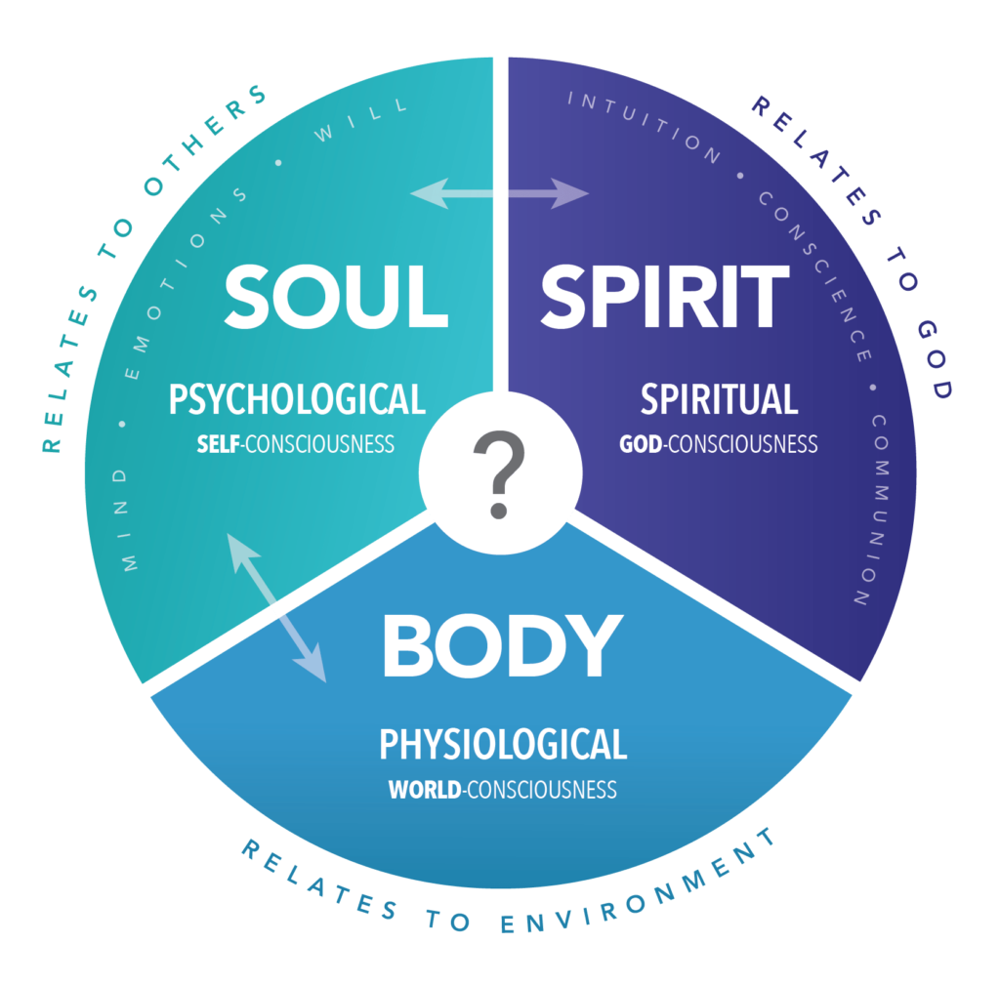 RELATES TO OTHERS
MIND • EMOTIONS • WILL
SOUL
PSYCHOLOGICAL
SELF-CONSCIOUSNESS
RELATES TO GOD
INTUITION • CONSCIENCE • COMMUNION
SPIRIT
SPIRITUAL
GOD-CONSCIOUSNESS
?
BODY
PHYSIOLOGICAL
WORLD-CONSCIOUSNESS
RELATES TO ENVIRONMENT